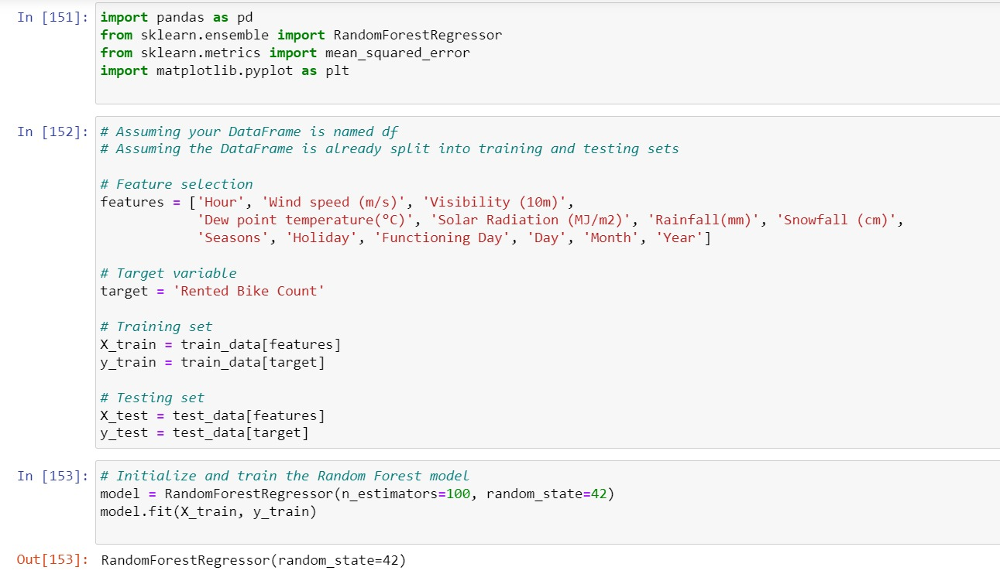 In [151]: import pandas as pd
from sklearn.ensemble import RandomForestRegressor
from sklearn.metrics import mean_squared_error
import matplotlib.pyplot as plt
In [152]: # Assuming your DataFrame is named df
# Assuming the DataFrame is already split into training and testing sets
# Feature selection
features = ['Hour', 'Wind speed (m/s)', 'Visibility (10m)',
'Dew point temperature(°C)', 'Solar Radiation (MJ/m2)', 'Rainfall(mm)', 'Snowfall (cm)',
'Seasons', 'Holiday', 'Functioning Day', 'Day', 'Month', 'Year']
# Target variable
target = 'Rented Bike Count'
# Training set
X_train = train_data[features]
y_train = train_data[target]
# Testing set
X_test = test_data[features]
y_test = test_data[target]
In [153]: # Initialize and train the Random Forest model
model = RandomForestRegressor(n_estimators=100, random_state=42)
model.fit(X_train, y_train)
Out[153]: RandomForestRegressor(random_state=42)